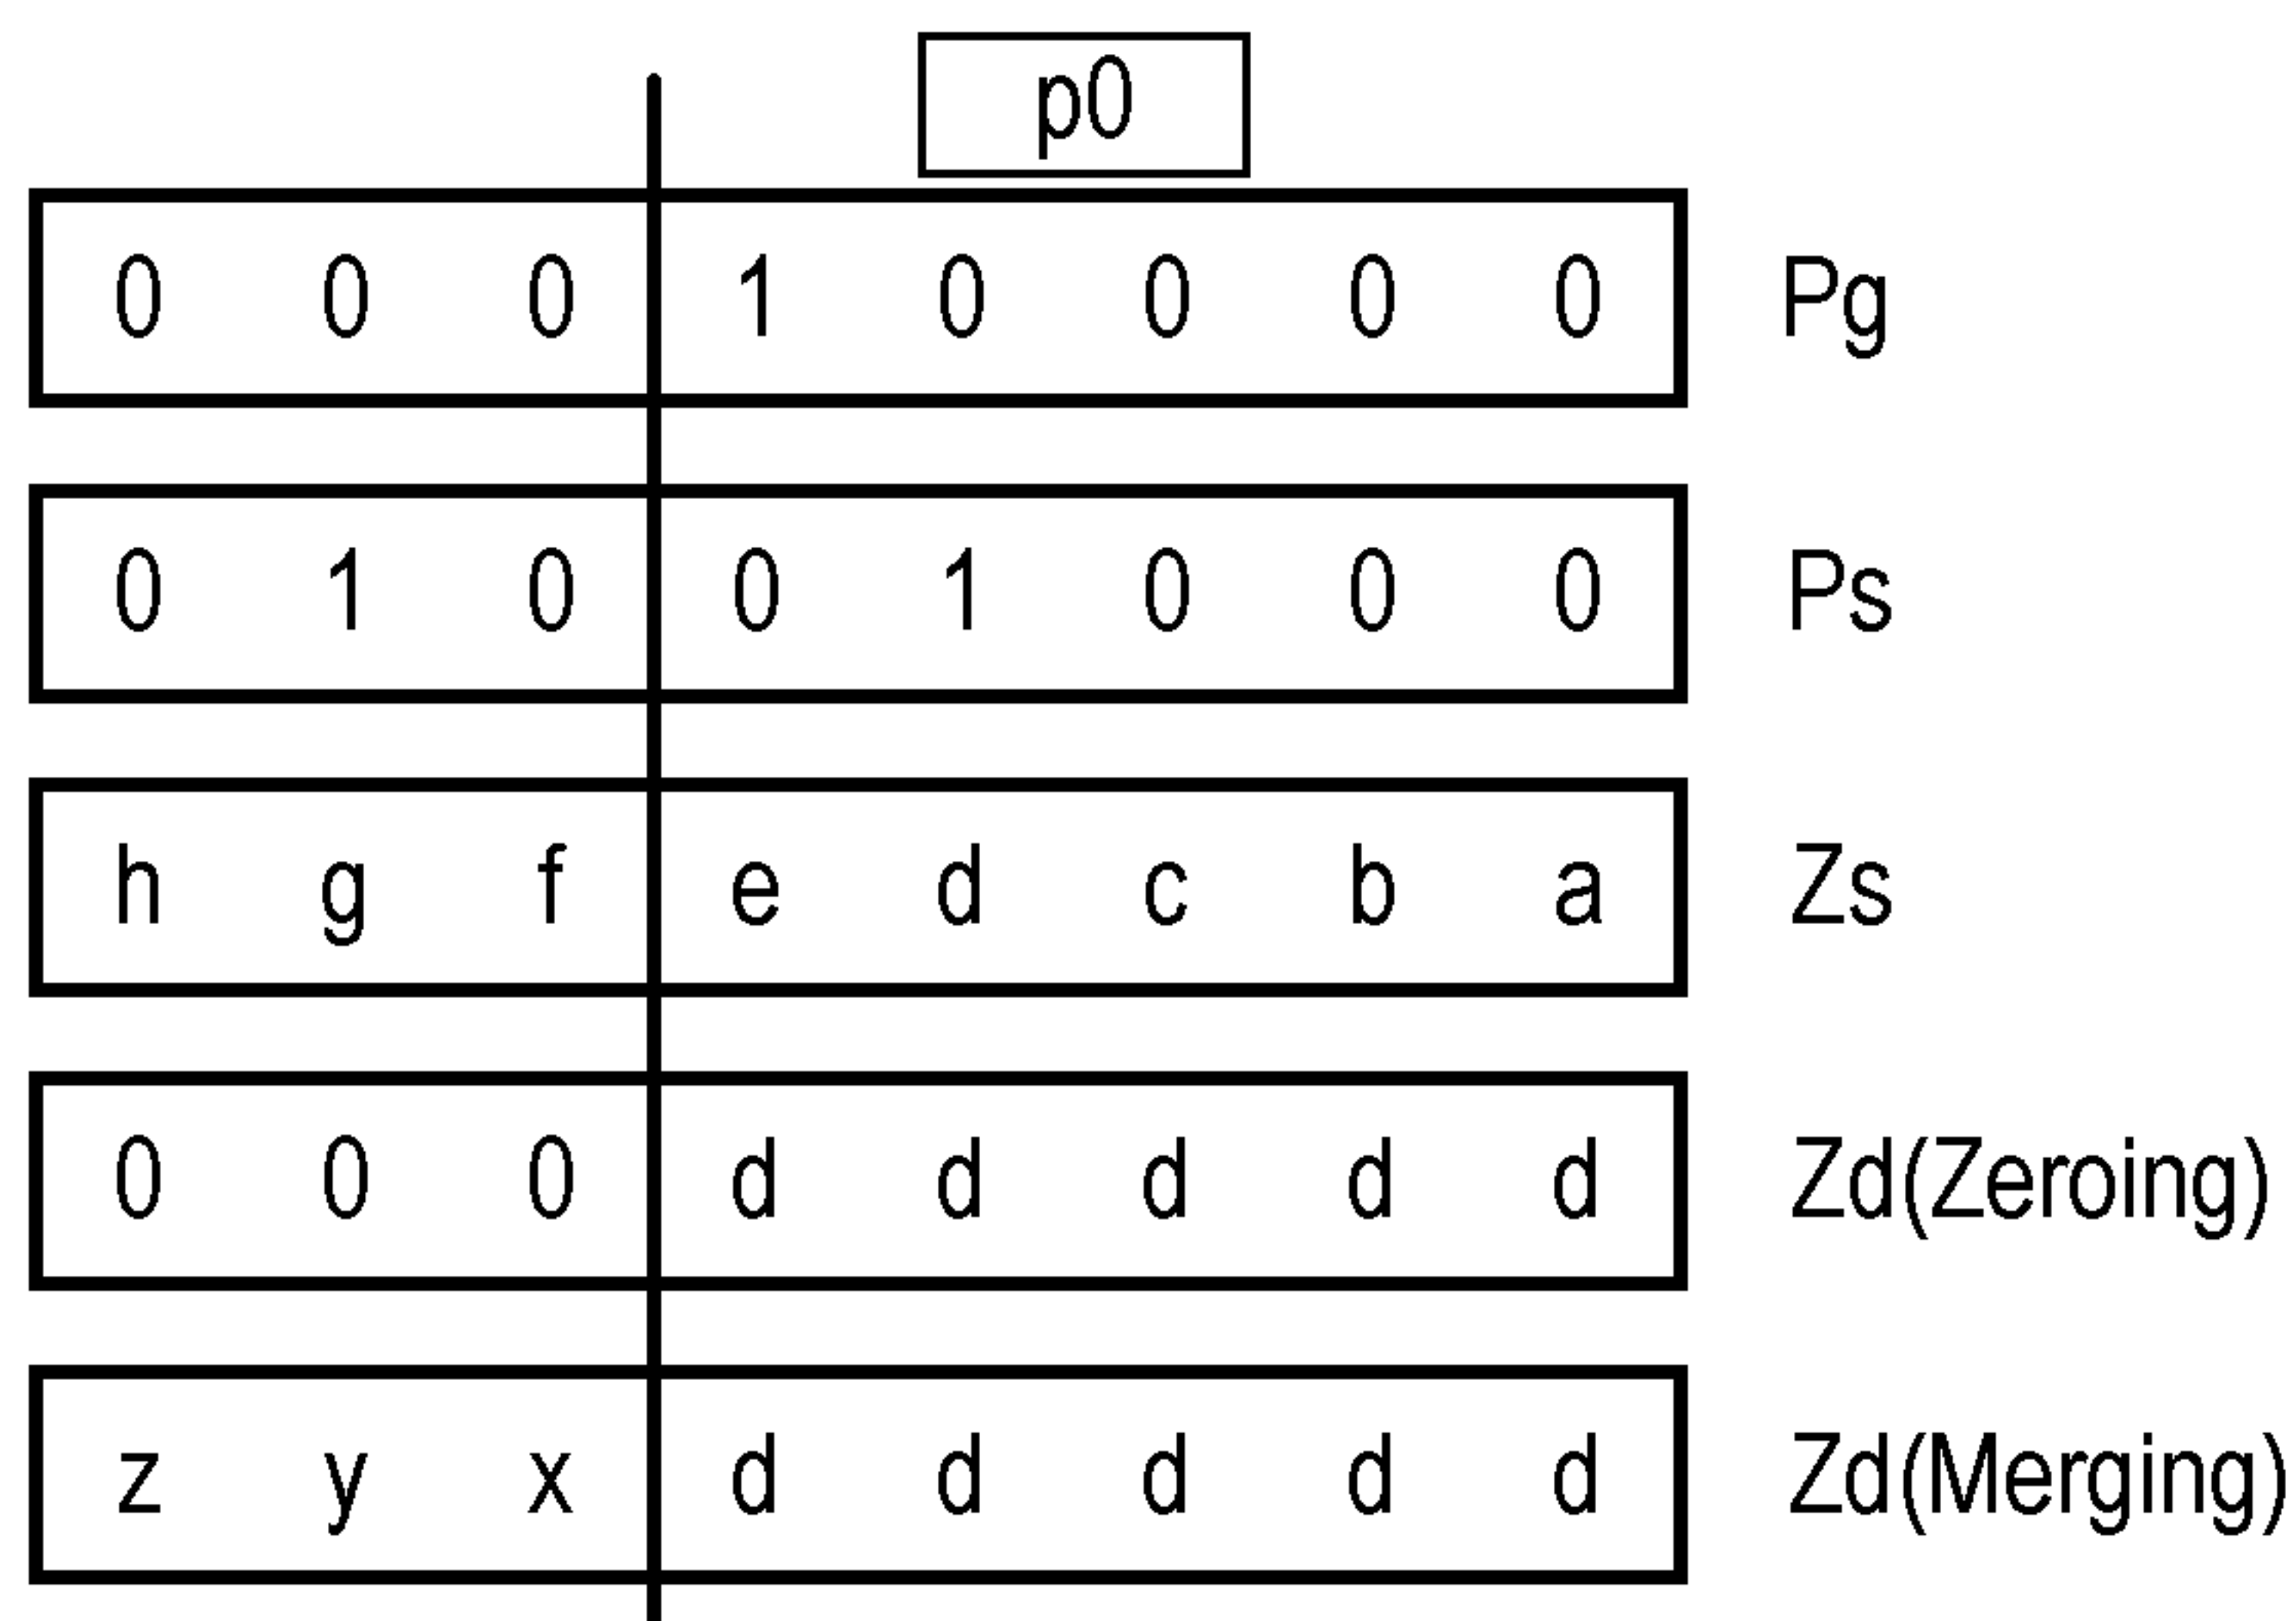 p0
0 0 0 1 0 0 0 0 Pg
0 1 0 0 1 0 0 0 Ps
h g f e d c b a Zs
0 0 0 d d d d d Zd(Zeroing)
z y x d d d d d Zd(Merging)